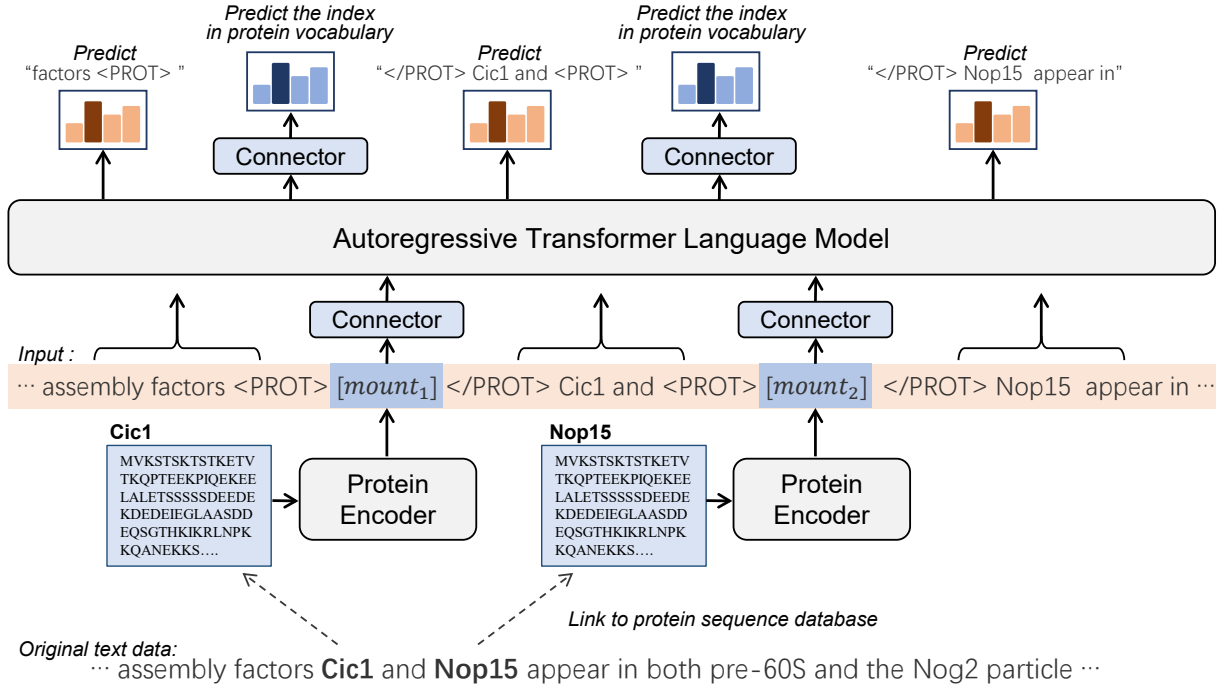 Predict the index
in protein vocabulary
Predict the index
in protein vocabulary
Predict
“factors <PROT> ”
Predict
“</PROT> Cic1 and <PROT> ”
Predict
“</PROT> Nop15 appear in”
Connector
Connector
Autoregressive Transformer Language Model
Connector
Connector
Input :
··· assembly factors <PROT> [mount₁] </PROT> Cic1 and <PROT> [mount₂] </PROT> Nop15 appear in ···
Cic1
MVKSTSKTSTKETV
TKQPTEEKPIQEKEE
LALETSSSSSDEEDE
KDEDEIEGLAASDD
EQSGTHKIKRLNPK
KQANEKKS….
Protein
Encoder
Nop15
MVKSTSKTSTKETV
TKQPTEEKPIQEKEE
LALETSSSSSDEEDE
KDEDEIEGLAASDD
EQSGTHKIKRLNPK
KQANEKKS….
Protein
Encoder
Link to protein sequence database
Original text data:
··· assembly factors Cic1 and Nop15 appear in both pre-60S and the Nog2 particle ···